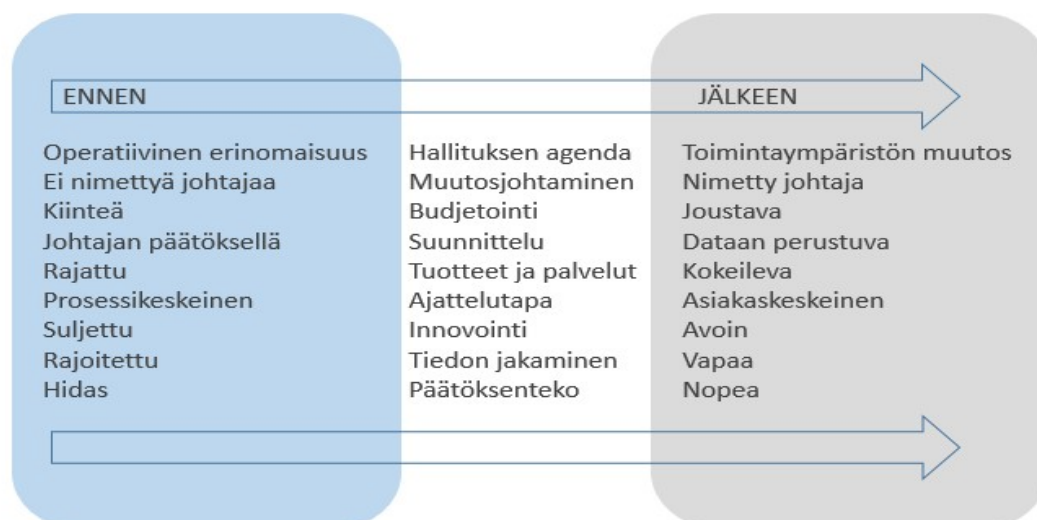 ENNEN JÄLKEEN
Operatiivinen erinomaisuus Hallituksen agenda Toimintaympäristön muutos
Ei nimettyä johtajaa Muutosjohtaminen Nimetty johtaja
Kiinteä Budjetointi Joustava
Johtajan päätöksellä Suunnittelu Dataan perustuva
Rajattu Tuotteet ja palvelut Kokeileva
Prosessikeskeinen Ajattelutapa Asiakaskeskeinen
Suljettu Innovointi Avoin
Rajoitettu Tiedon jakaminen Vapaa
Hidas Päätöksenteko Nopea